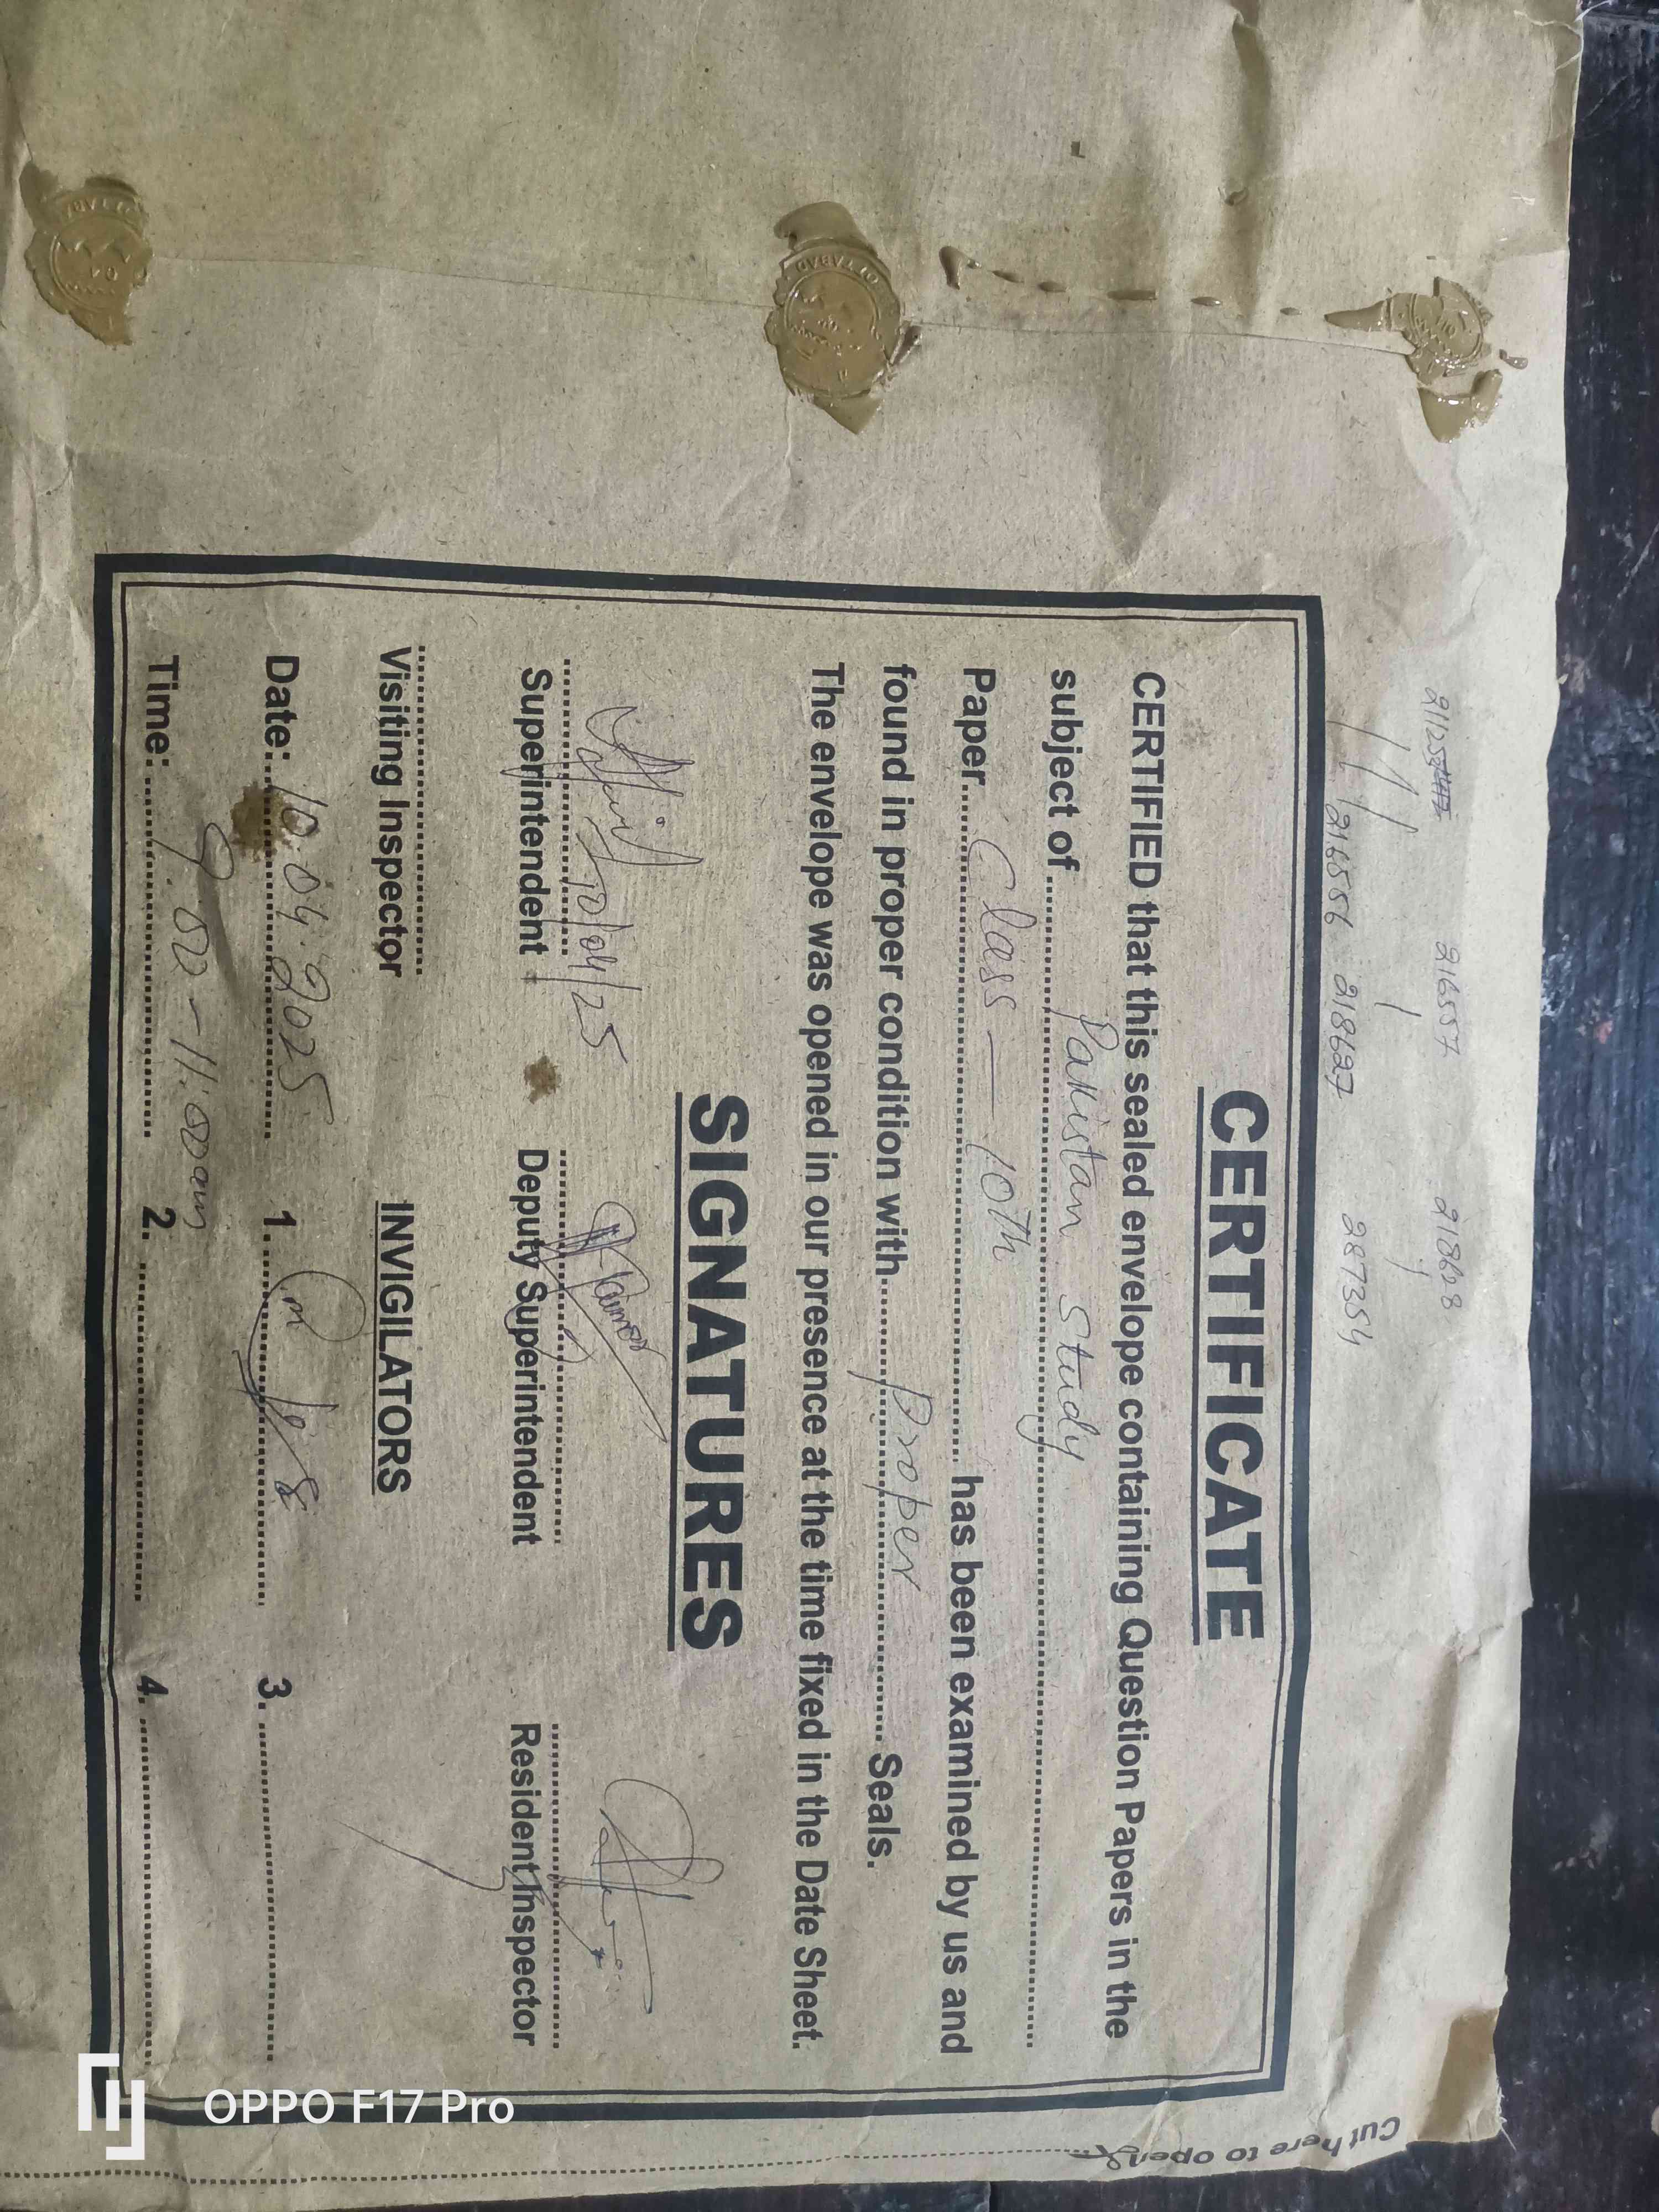 211257
216557
218628
216556 218627
287354
CERTIFICATE
CERTIFIED that this sealed envelope containing Question Papers in the
subject of.......... Pakistan Study ..........
Paper.......... Class — 10th .......... has been examined by us and
found in proper condition with.......... Proper .......... Seals.
The envelope was opened in our presence at the time fixed in the Date Sheet.
SIGNATURES
10/04/25
Superintendent Deputy Superintendent Resident Inspector
Visiting Inspector INVIGILATORS
Date: 10.04.2025 1. 3.
Time: 9:00 - 11:00am 2. 4.
Cut here to open
OPPO F17 Pro